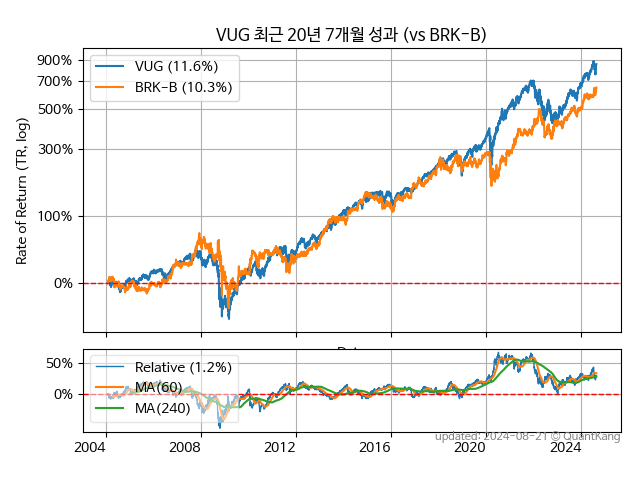 VUG 최근 20년 7개월 성과 (vs BRK-B)
Rate of Return (TR, log)
900%
700%
500%
300%
100%
0%
VUG (11.6%)
BRK-B (10.3%)
50%
0%
Relative (1.2%)
MA(60)
MA(240)
2004 2008 2012 2016 2020 2024
updated: 2024-08-21 © QuantKang